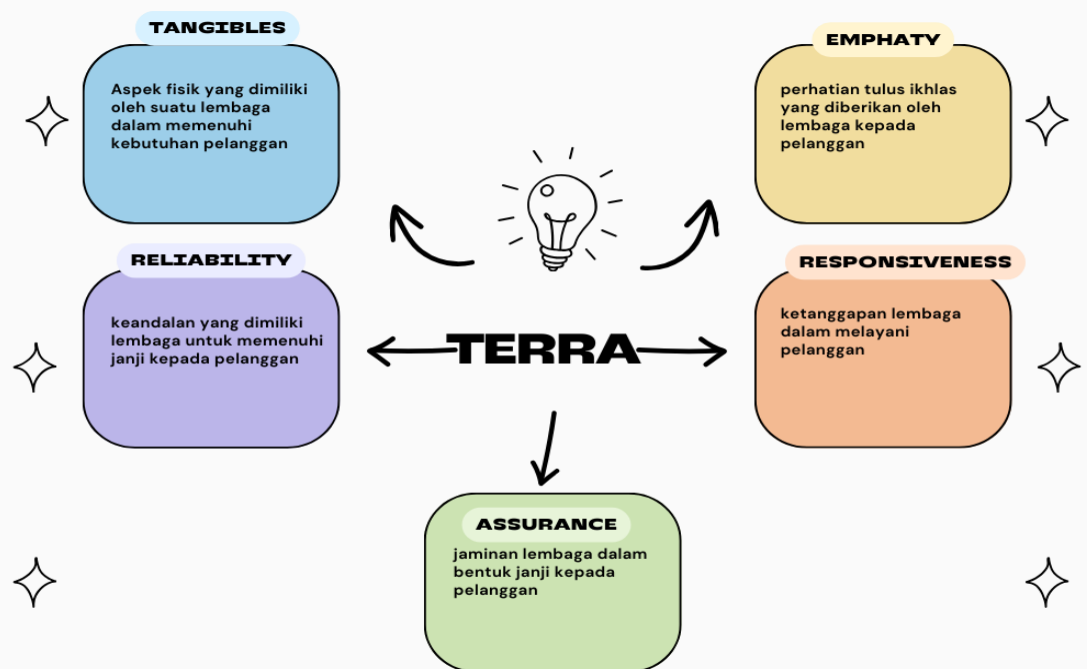 TANGIBLES
Aspek fisik yang dimiliki
oleh suatu lembaga
dalam memenuhi
kebutuhan pelanggan
EMPHATY
perhatian tulus ikhlas
yang diberikan oleh
lembaga kepada
pelanggan
RELIABILITY
keandalan yang dimiliki
lembaga untuk memenuhi
janji kepada pelanggan
TERRA
RESPONSIVENESS
ketanggapan lembaga
dalam melayani
pelanggan
ASSURANCE
jaminan lembaga dalam
bentuk janji kepada
pelanggan